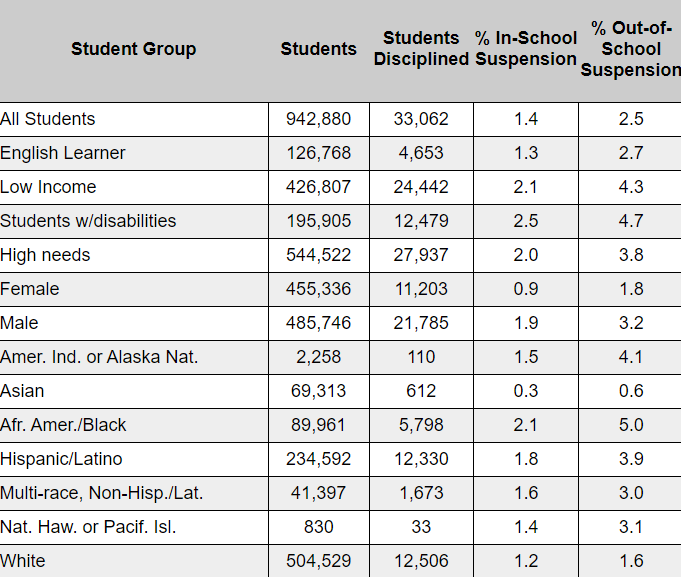 Student Group Students Students Disciplined % In-School Suspension % Out-of-School Suspension
All Students 942,880 33,062 1.4 2.5
English Learner 126,768 4,653 1.3 2.7
Low Income 426,807 24,442 2.1 4.3
Students w/disabilities 195,905 12,479 2.5 4.7
High needs 544,522 27,937 2.0 3.8
Female 455,336 11,203 0.9 1.8
Male 485,746 21,785 1.9 3.2
Amer. Ind. or Alaska Nat. 2,258 110 1.5 4.1
Asian 69,313 612 0.3 0.6
Afr. Amer./Black 89,961 5,798 2.1 5.0
Hispanic/Latino 234,592 12,330 1.8 3.9
Multi-race, Non-Hisp./Lat. 41,397 1,673 1.6 3.0
Nat. Haw. or Pacif. Isl. 830 33 1.4 3.1
White 504,529 12,506 1.2 1.6